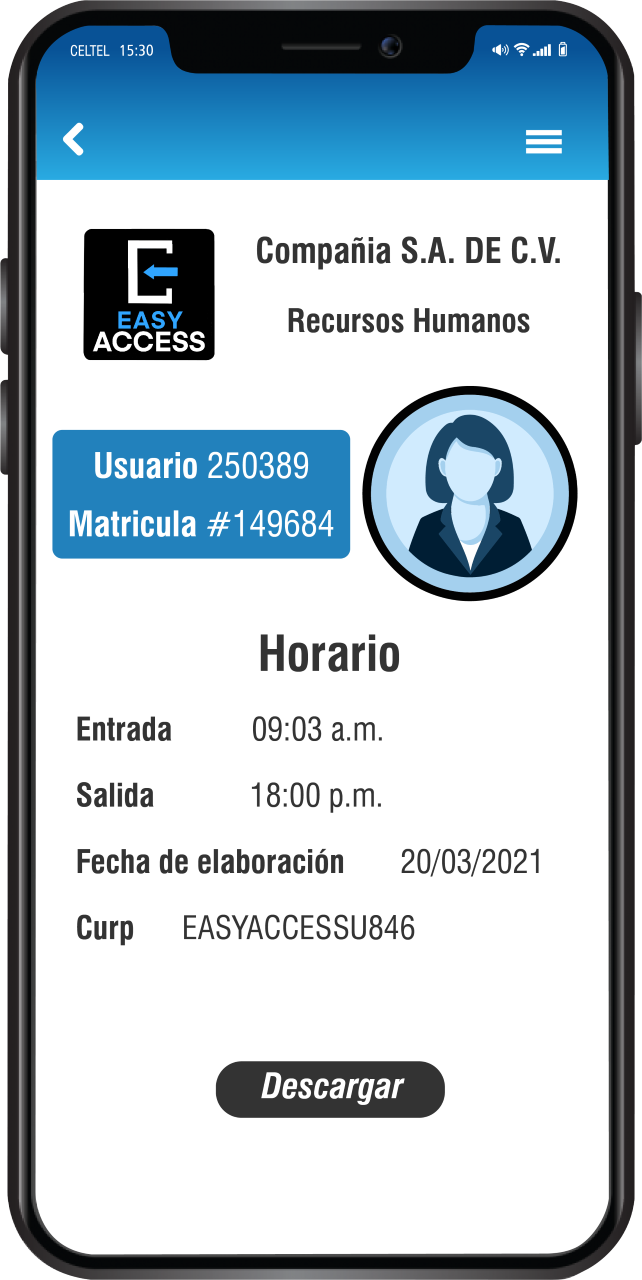 CELTEL 15:30
EASY
ACCESS
Compañia S.A. DE C.V.
Recursos Humanos
Usuario 250389
Matricula #149684
Horario
Entrada 09:03 a.m.
Salida 18:00 p.m.
Fecha de elaboración 20/03/2021
Curp EASYACCESSU846
Descargar